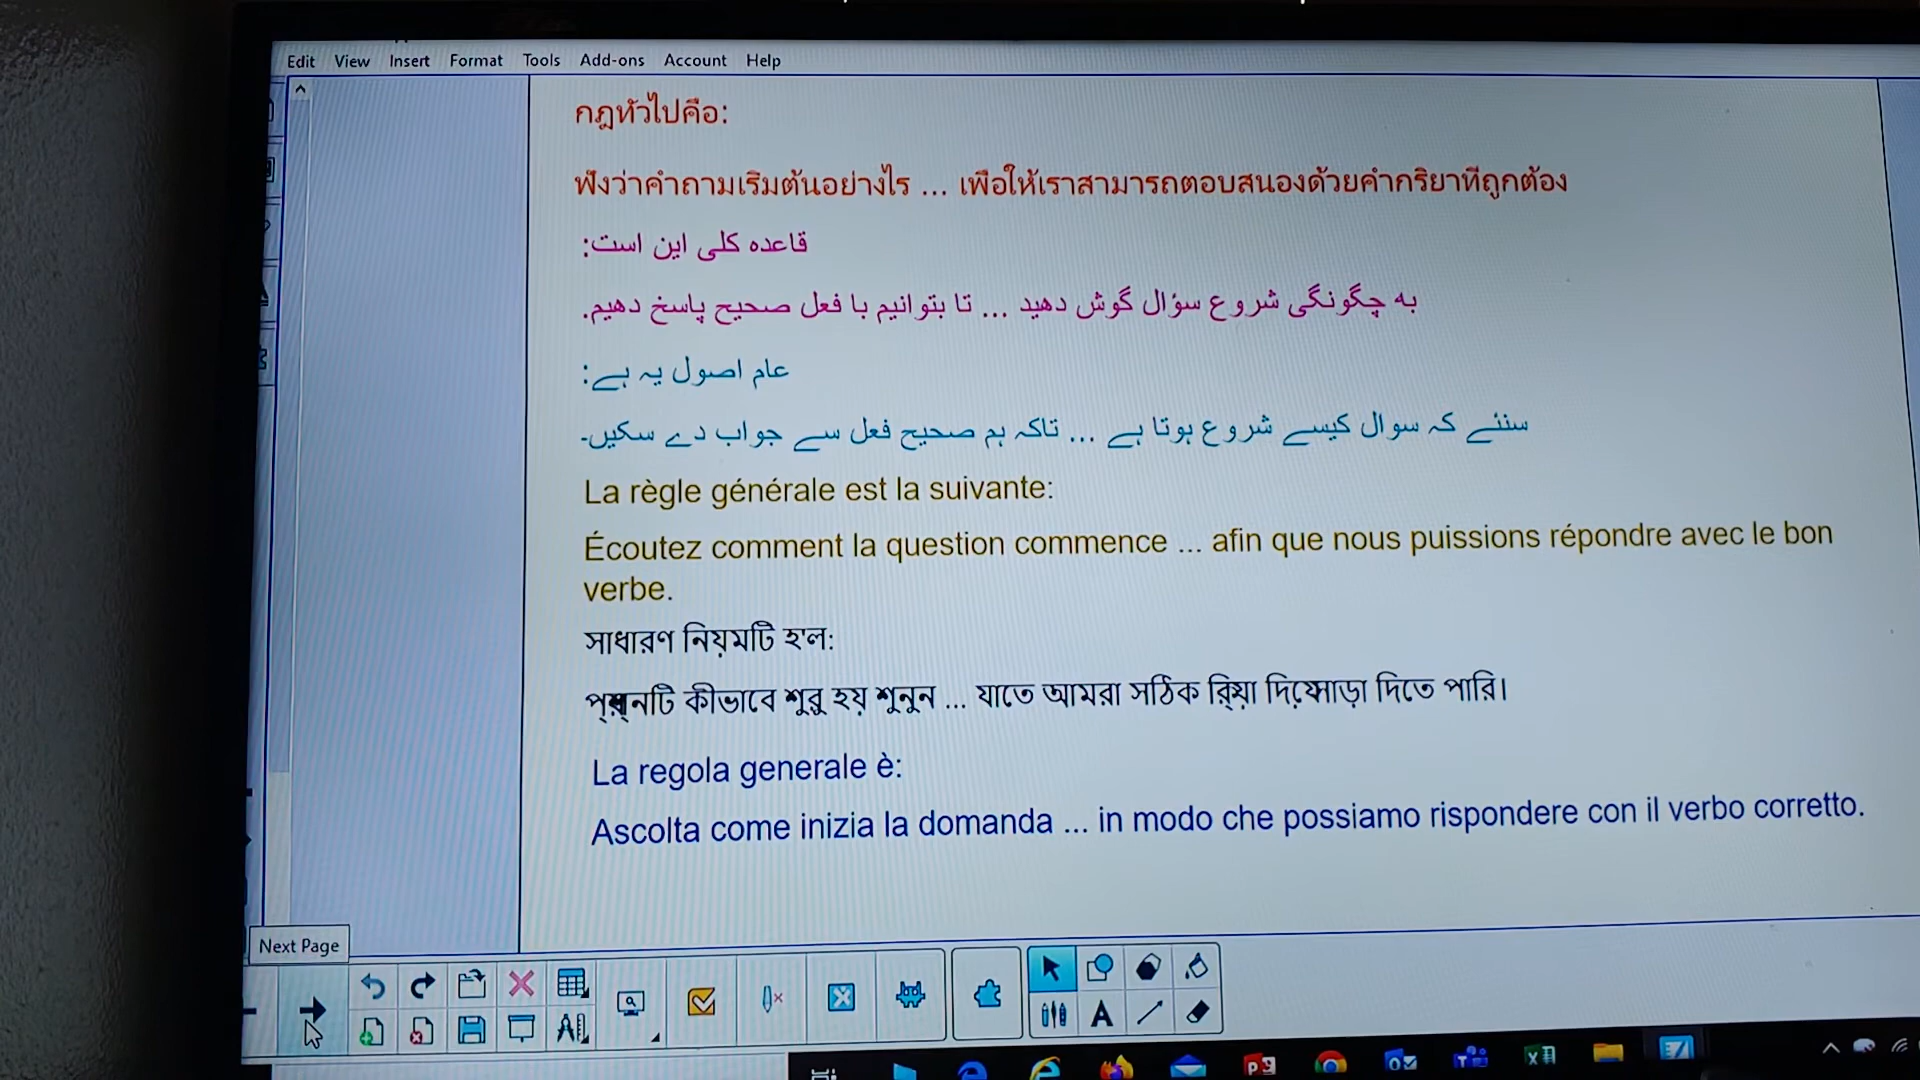 Edit View Insert Format Tools Add-ons Account Help
กฎทั่วไปคือ:
ฟังว่าคำถามเริ่มต้นอย่างไร ... เพื่อให้เราสามารถตอบสนองด้วยคำกริยาที่ถูกต้อง
قاعده کلی این است:
به چگونگی شروع سؤال گوش دهید ... تا بتوانیم با فعل صحیح پاسخ دهیم.
عام اصول یہ ہے:
سنئے کہ سوال کیسے شروع ہوتا ہے ... تاکہ ہم صحیح فعل سے جواب دے سکیں۔
La règle générale est la suivante:
Écoutez comment la question commence ... afin que nous puissions répondre avec le bon
verbe.
সাধারণ নিয়মটি হ'ল:
কীভাবে শুরু হয় শুনুন ... যাতে আমরা সঠিক দিতে পারি।
La regola generale è:
Ascolta come inizia la domanda ... in modo che possiamo rispondere con il verbo corretto.
Next Page